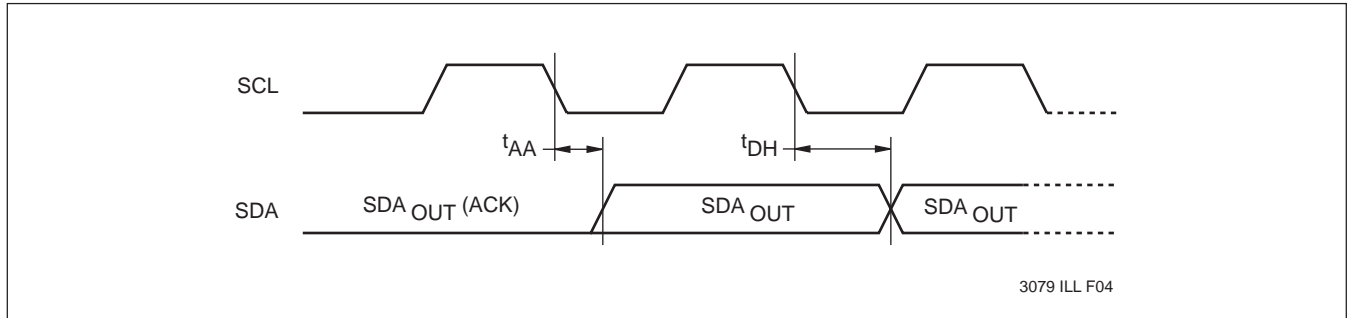 SCL
tAA
tDH
SDA
SDA OUT (ACK)
SDA OUT
SDA OUT
3079 ILL F04